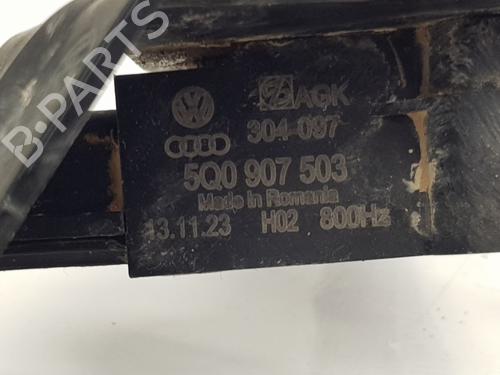 B-PARTS
AGK
304-097
5Q0 907 503
Made in Romania
13.11.23 H02 800Hz